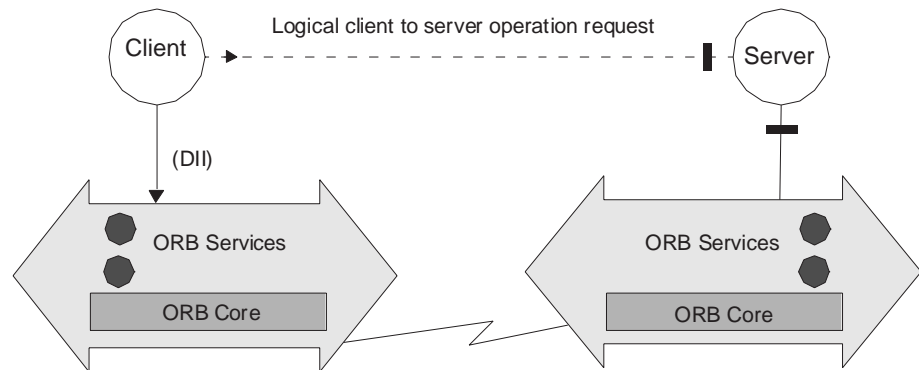 Logical client to server operation request
Client
Server
(DII)
ORB Services
ORB Services
ORB Core
ORB Core